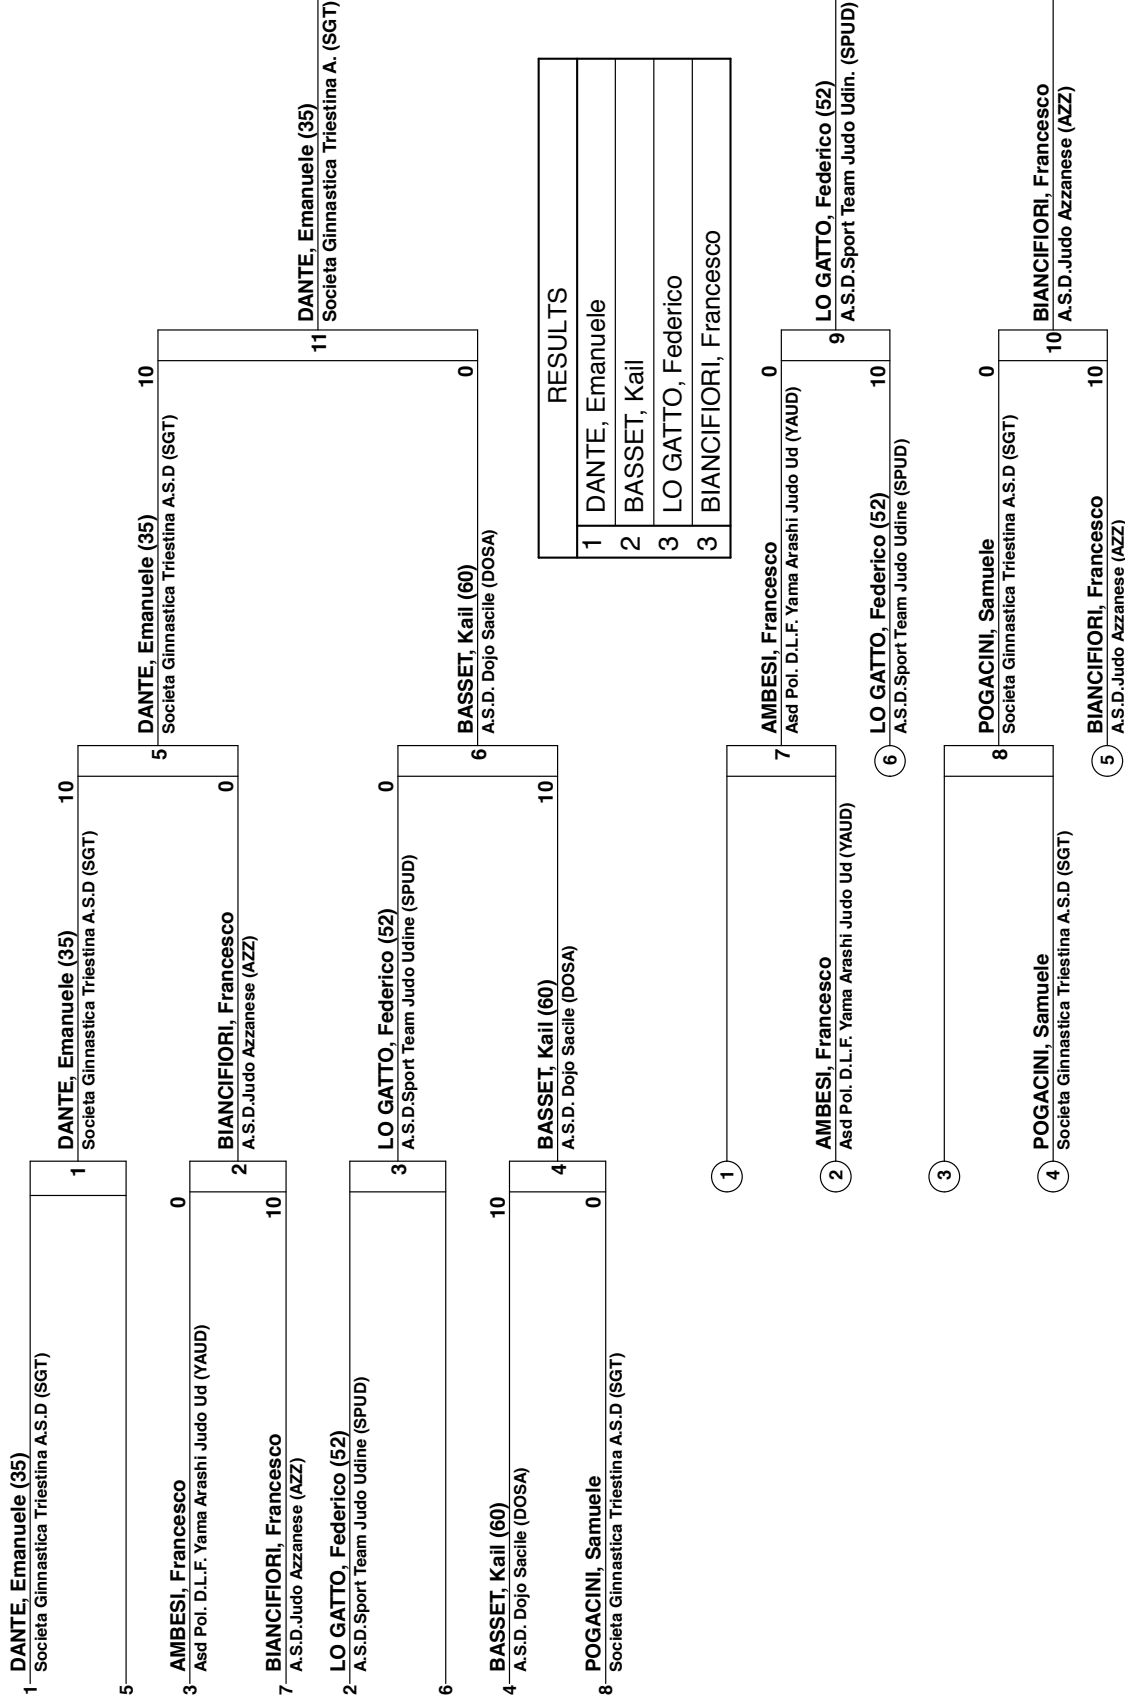 1
DANTE, Emanuele (35)
Societa Ginnastica Triestina A.S.D (SGT)
5
3
AMBESI, Francesco
Asd Pol. D.L.F. Yama Arashi Judo Ud (YAUD)
0
7
BIANCIFIORI, Francesco
A.S.D.Judo Azzanese (AZZ)
10
2
LO GATTO, Federico (52)
A.S.D.Sport Team Judo Udine (SPUD)
6
4
BASSET, Kail (60)
A.S.D. Dojo Sacile (DOSA)
10
8
POGACINI, Samuele
Societa Ginnastica Triestina A.S.D (SGT)
0
1
DANTE, Emanuele (35)
Societa Ginnastica Triestina A.S.D (SGT)
10
2
BIANCIFIORI, Francesco
A.S.D.Judo Azzanese (AZZ)
0
3
LO GATTO, Federico (52)
A.S.D.Sport Team Judo Udine (SPUD)
0
4
BASSET, Kail (60)
A.S.D. Dojo Sacile (DOSA)
10
5
DANTE, Emanuele (35)
Societa Ginnastica Triestina A.S.D (SGT)
10
6
BASSET, Kail (60)
A.S.D. Dojo Sacile (DOSA)
0
11
DANTE, Emanuele (35)
Societa Ginnastica Triestina A. (SGT)
RESULTS
1 DANTE, Emanuele
2 BASSET, Kail
3 LO GATTO, Federico
3 BIANCIFIORI, Francesco
1
2
AMBESI, Francesco
Asd Pol. D.L.F. Yama Arashi Judo Ud (YAUD)
7
AMBESI, Francesco
Asd Pol. D.L.F. Yama Arashi Judo Ud (YAUD)
0
6
LO GATTO, Federico (52)
A.S.D.Sport Team Judo Udine (SPUD)
10
9
LO GATTO, Federico (52)
A.S.D.Sport Team Judo Udin. (SPUD)
3
4
POGACINI, Samuele
Societa Ginnastica Triestina A.S.D (SGT)
8
POGACINI, Samuele
Societa Ginnastica Triestina A.S.D (SGT)
0
5
BIANCIFIORI, Francesco
A.S.D.Judo Azzanese (AZZ)
10
10
BIANCIFIORI, Francesco
A.S.D.Judo Azzanese (AZZ)